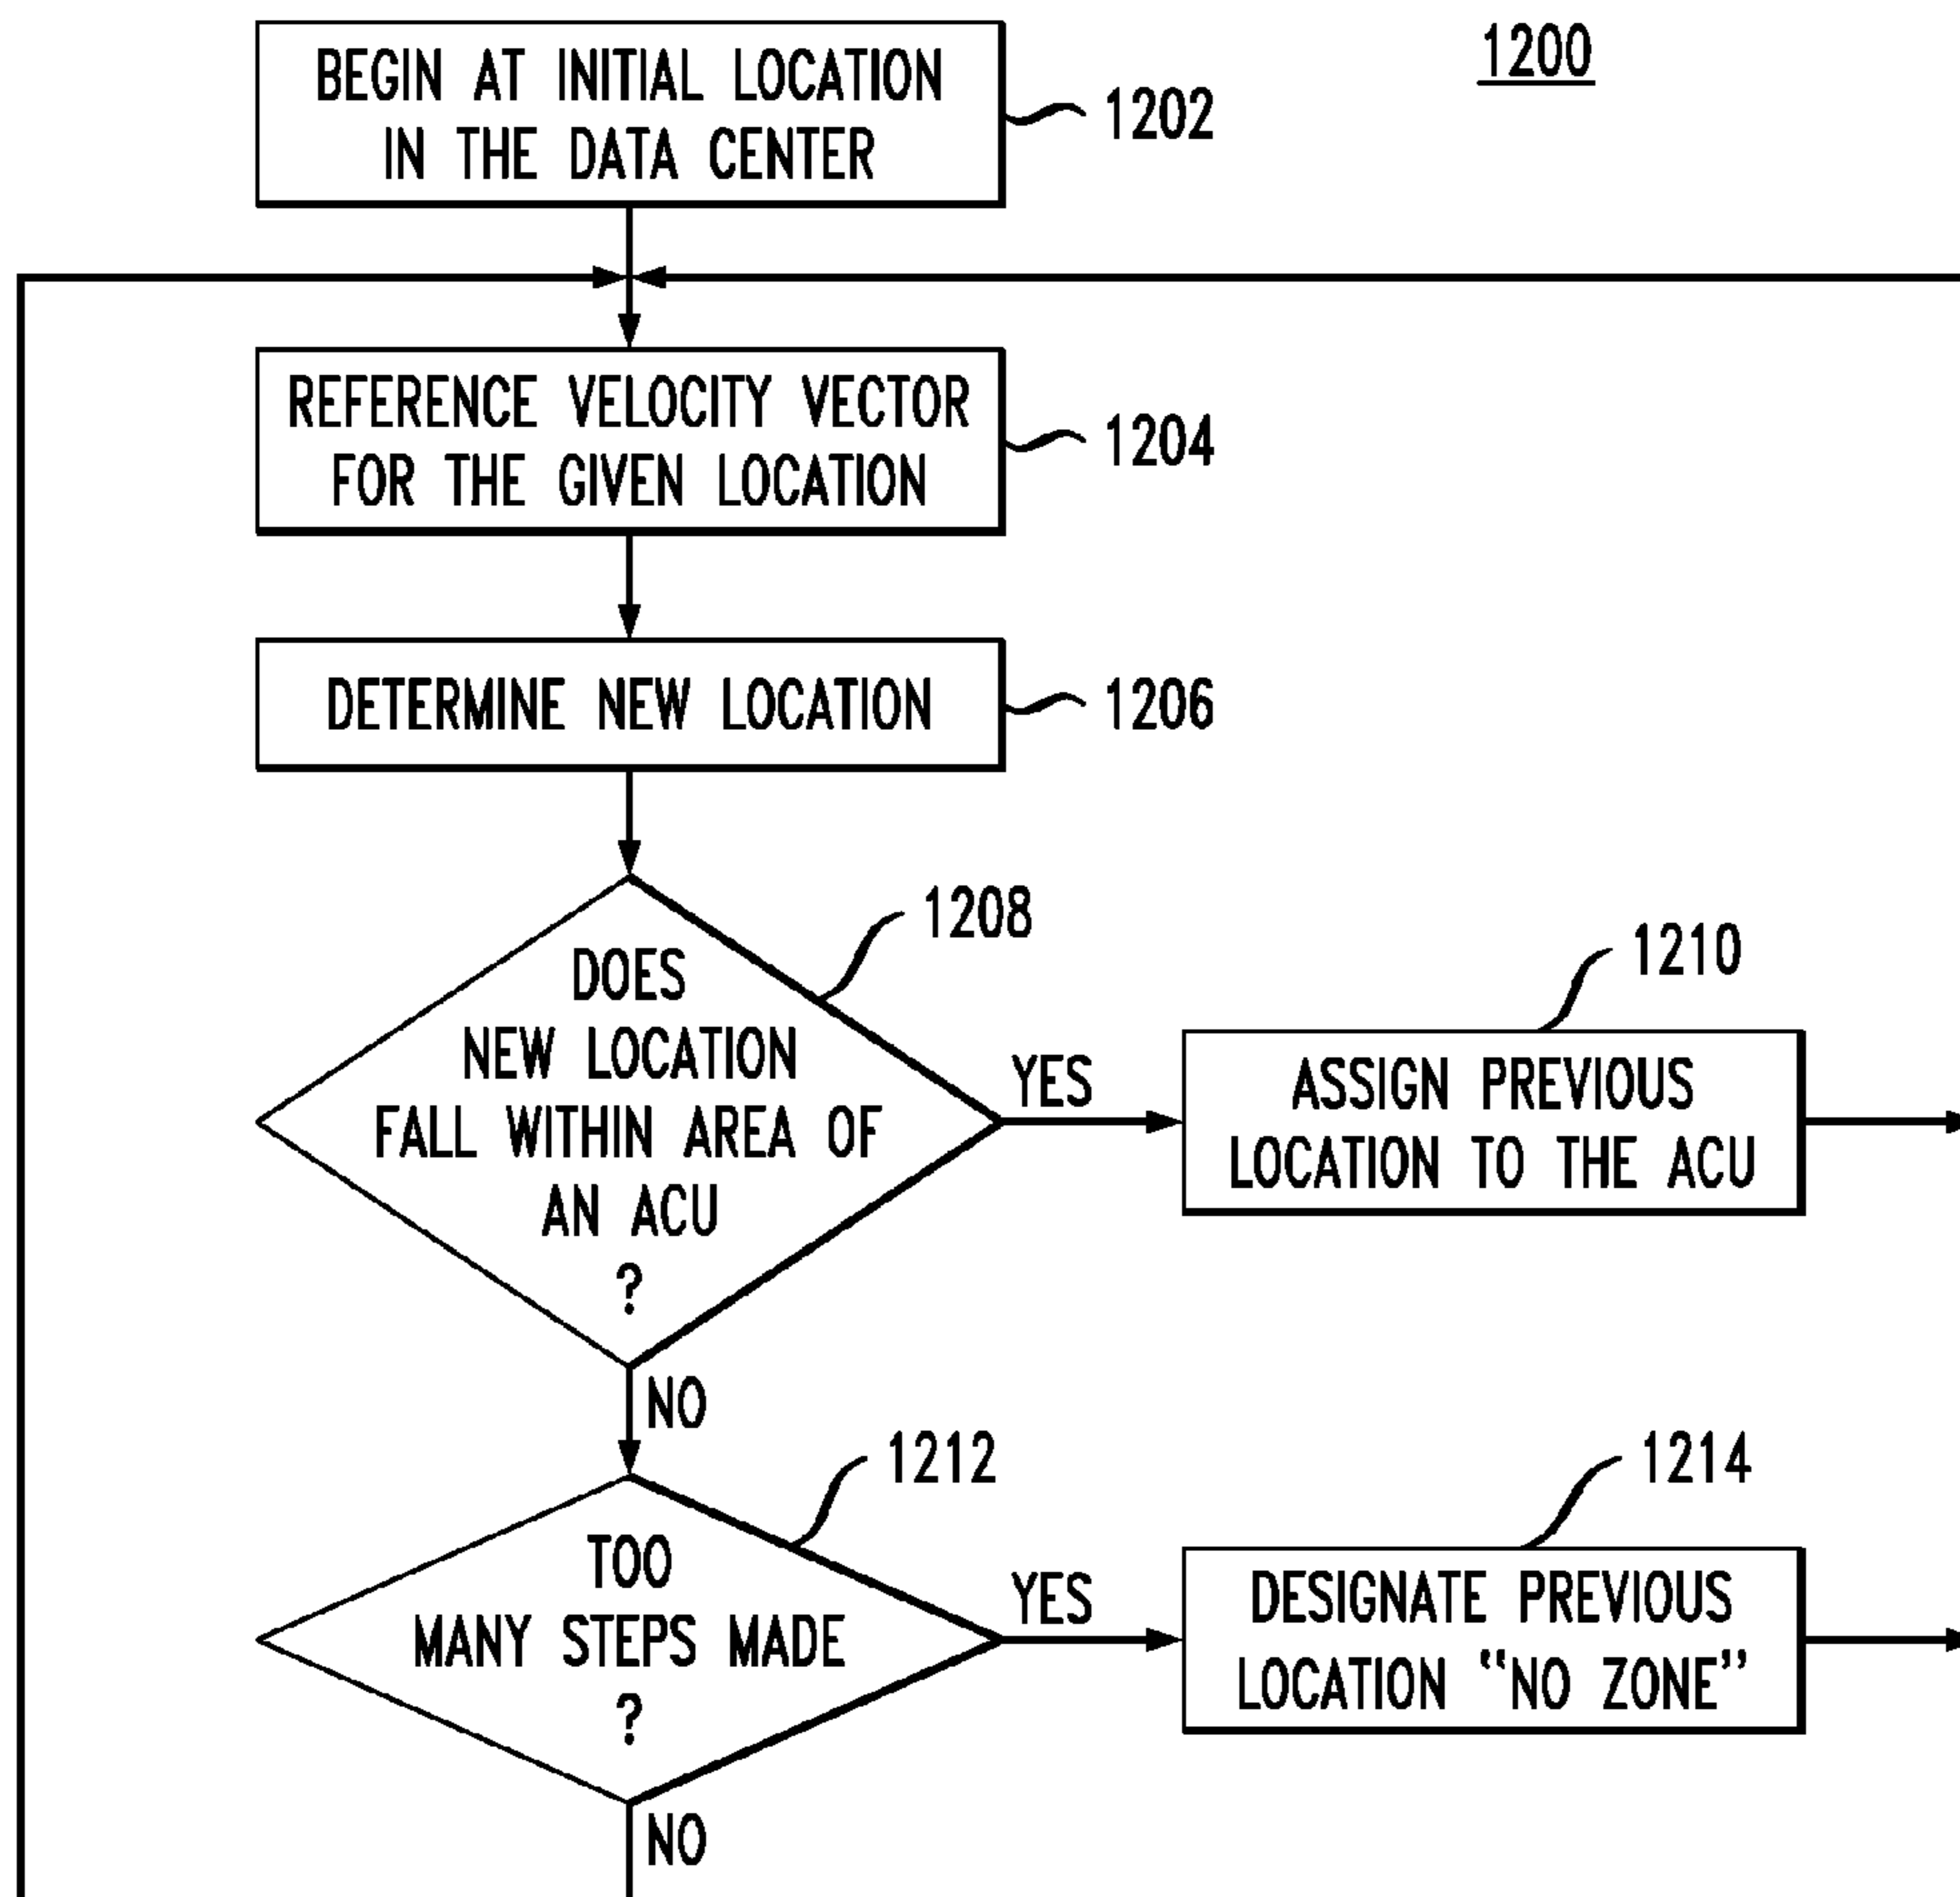 1200
BEGIN AT INITIAL LOCATION
IN THE DATA CENTER
1202
REFERENCE VELOCITY VECTOR
FOR THE GIVEN LOCATION
1204
DETERMINE NEW LOCATION
1206
DOES
NEW LOCATION
FALL WITHIN AREA OF
AN ACU
?
1208
YES
ASSIGN PREVIOUS
LOCATION TO THE ACU
1210
NO
TOO
MANY STEPS MADE
?
1212
YES
DESIGNATE PREVIOUS
LOCATION “NO ZONE”
1214
NO